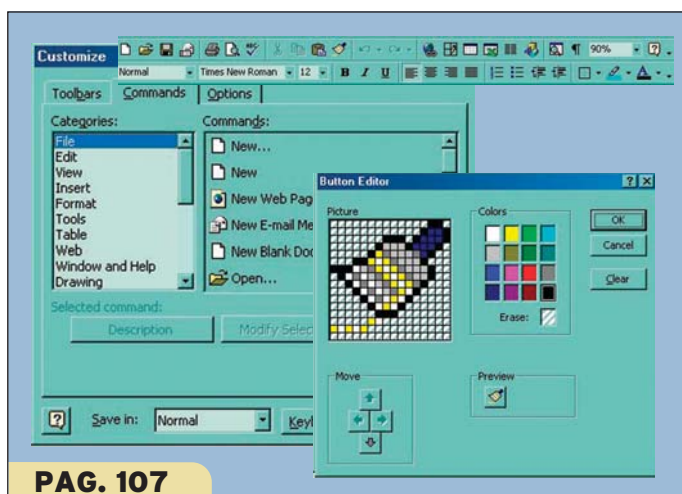 90%
Customize
Normal Times New Roman 12 B I U
Toolbars Commands Options
Categories: Commands:
File
Edit
View
Insert
Format
Tools
Table
Web
Window and Help
Drawing
New...
New
New Web Pag
New E-mail Me
New Blank Doc
Open...
Selected command:
Description Modify Selec
Save in: Normal Keyb
Button Editor
Picture
Colors
OK
Cancel
Clear
Erase:
Move
Preview
PAG. 107